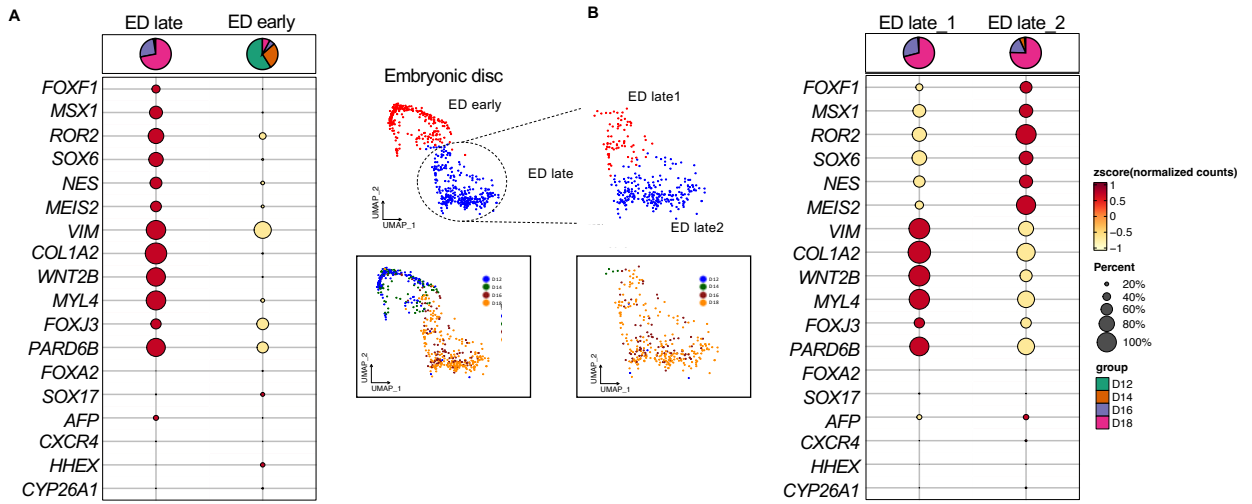 A
ED late
ED early
FOXF1
MSX1
ROR2
SOX6
NES
MEIS2
VIM
COL1A2
WNT2B
MYL4
FOXJ3
PARD6B
FOXA2
SOX17
AFP
CXCR4
HHEX
CYP26A1
Embryonic disc
ED early
ED late
UMAP_2
UMAP_1
ED late1
ED late2
D12
D14
D16
D18
UMAP_2
UMAP_1
D12
D14
D16
D18
UMAP_2
UMAP_1
B
ED late_1
ED late_2
FOXF1
MSX1
ROR2
SOX6
NES
MEIS2
VIM
COL1A2
WNT2B
MYL4
FOXJ3
PARD6B
FOXA2
SOX17
AFP
CXCR4
HHEX
CYP26A1
zscore(normalized counts)
1
0.5
0
−0.5
−1
Percent
20%
40%
60%
80%
100%
group
D12
D14
D16
D18